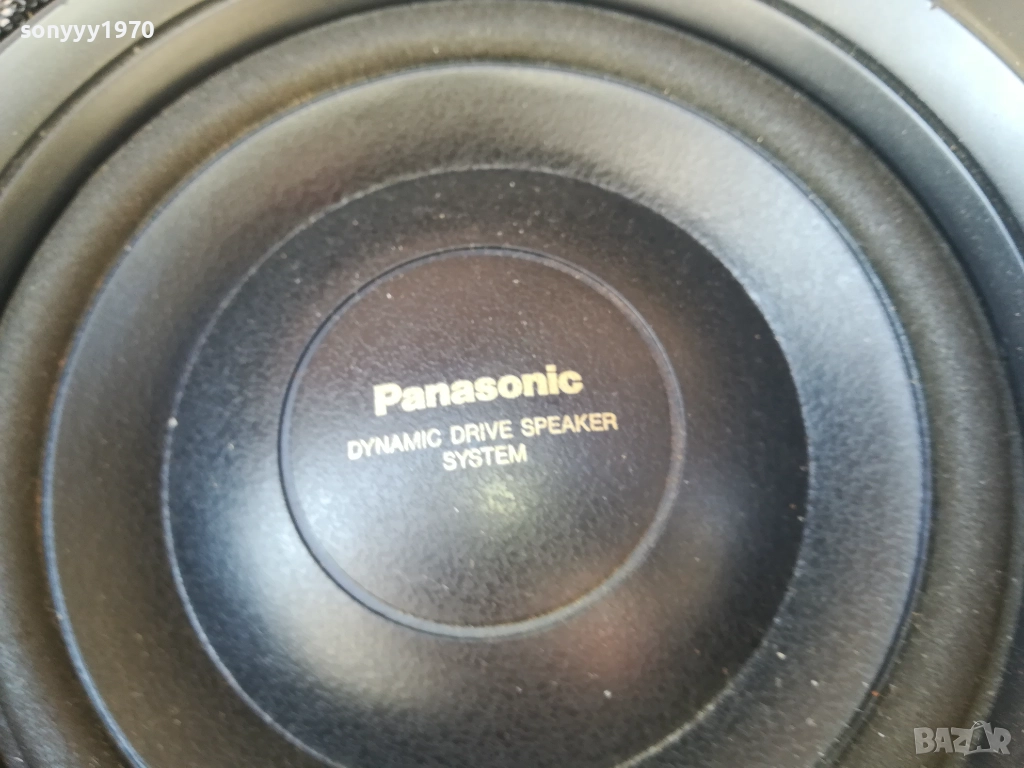 sonyyy1970
Panasonic
DYNAMIC DRIVE SPEAKER
SYSTEM
BAZAR